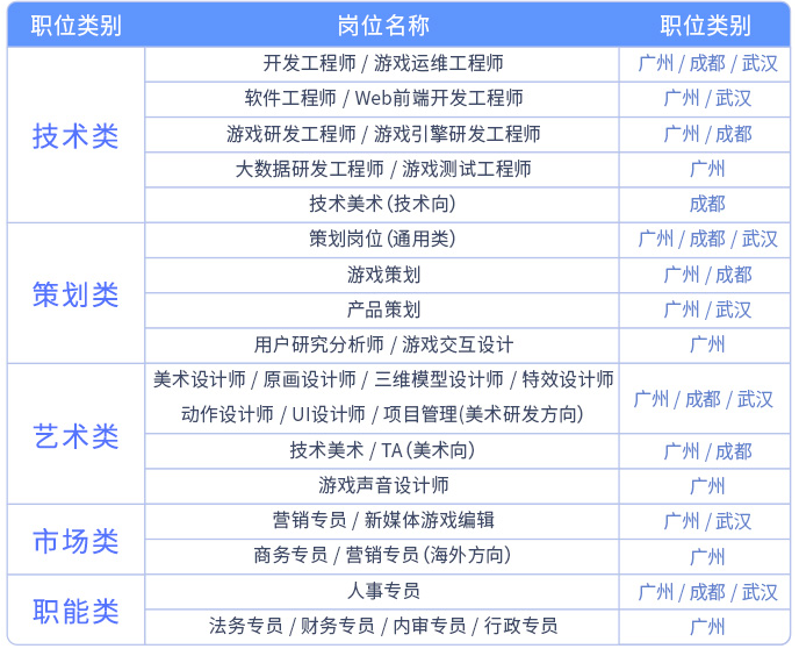 职位类别 岗位名称 职位类别
技术类
开发工程师 / 游戏运维工程师 广州 / 成都 / 武汉
软件工程师 / Web前端开发工程师 广州 / 武汉
游戏研发工程师 / 游戏引擎研发工程师 广州 / 成都
大数据研发工程师 / 游戏测试工程师 广州
技术美术(技术向) 成都
策划类
策划岗位(通用类) 广州 / 成都 / 武汉
游戏策划 广州 / 成都
产品策划 广州 / 武汉
用户研究分析师 / 游戏交互设计 广州
艺术类
美术设计师 / 原画设计师 / 三维模型设计师 / 特效设计师
动作设计师 / UI设计师 / 项目管理(美术研发方向) 广州 / 成都 / 武汉
技术美术 / TA(美术向) 广州 / 成都
游戏声音设计师 广州
市场类
营销专员 / 新媒体游戏编辑 广州 / 武汉
商务专员 / 营销专员(海外方向) 广州
职能类
人事专员 广州 / 成都 / 武汉
法务专员 / 财务专员 / 内审专员 / 行政专员 广州